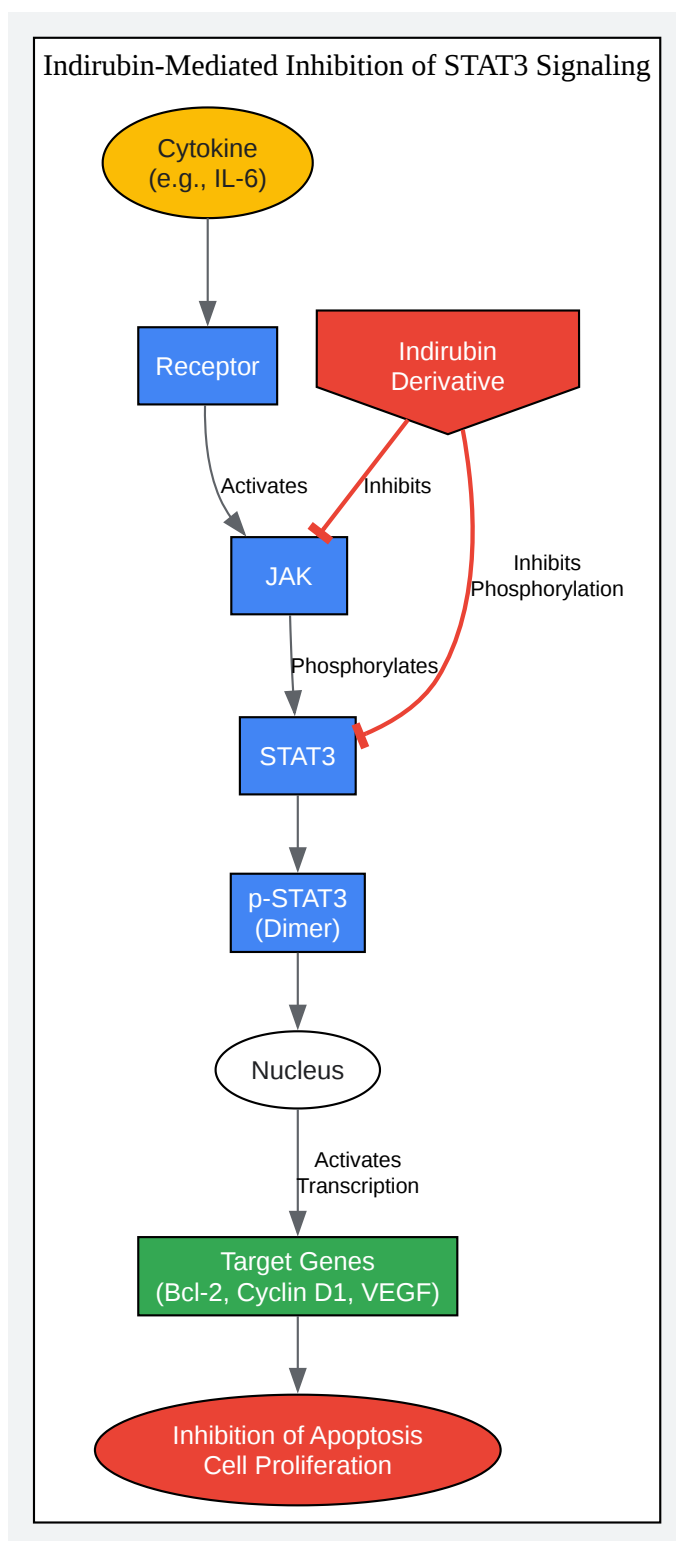 Indirubin-Mediated Inhibition of STAT3 Signaling
Cytokine
(e.g., IL-6)
Receptor
Indirubin
Derivative
Activates
Inhibits
JAK
Inhibits
Phosphorylation
Phosphorylates
STAT3
p-STAT3
(Dimer)
Nucleus
Activates
Transcription
Target Genes
(Bcl-2, Cyclin D1, VEGF)
Inhibition of Apoptosis
Cell Proliferation